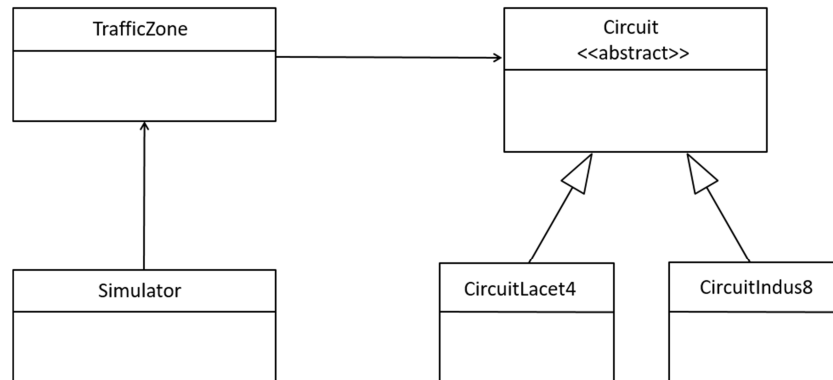 TrafficZone
Circuit
<<abstract>>
Simulator
CircuitLacet4
CircuitIndus8